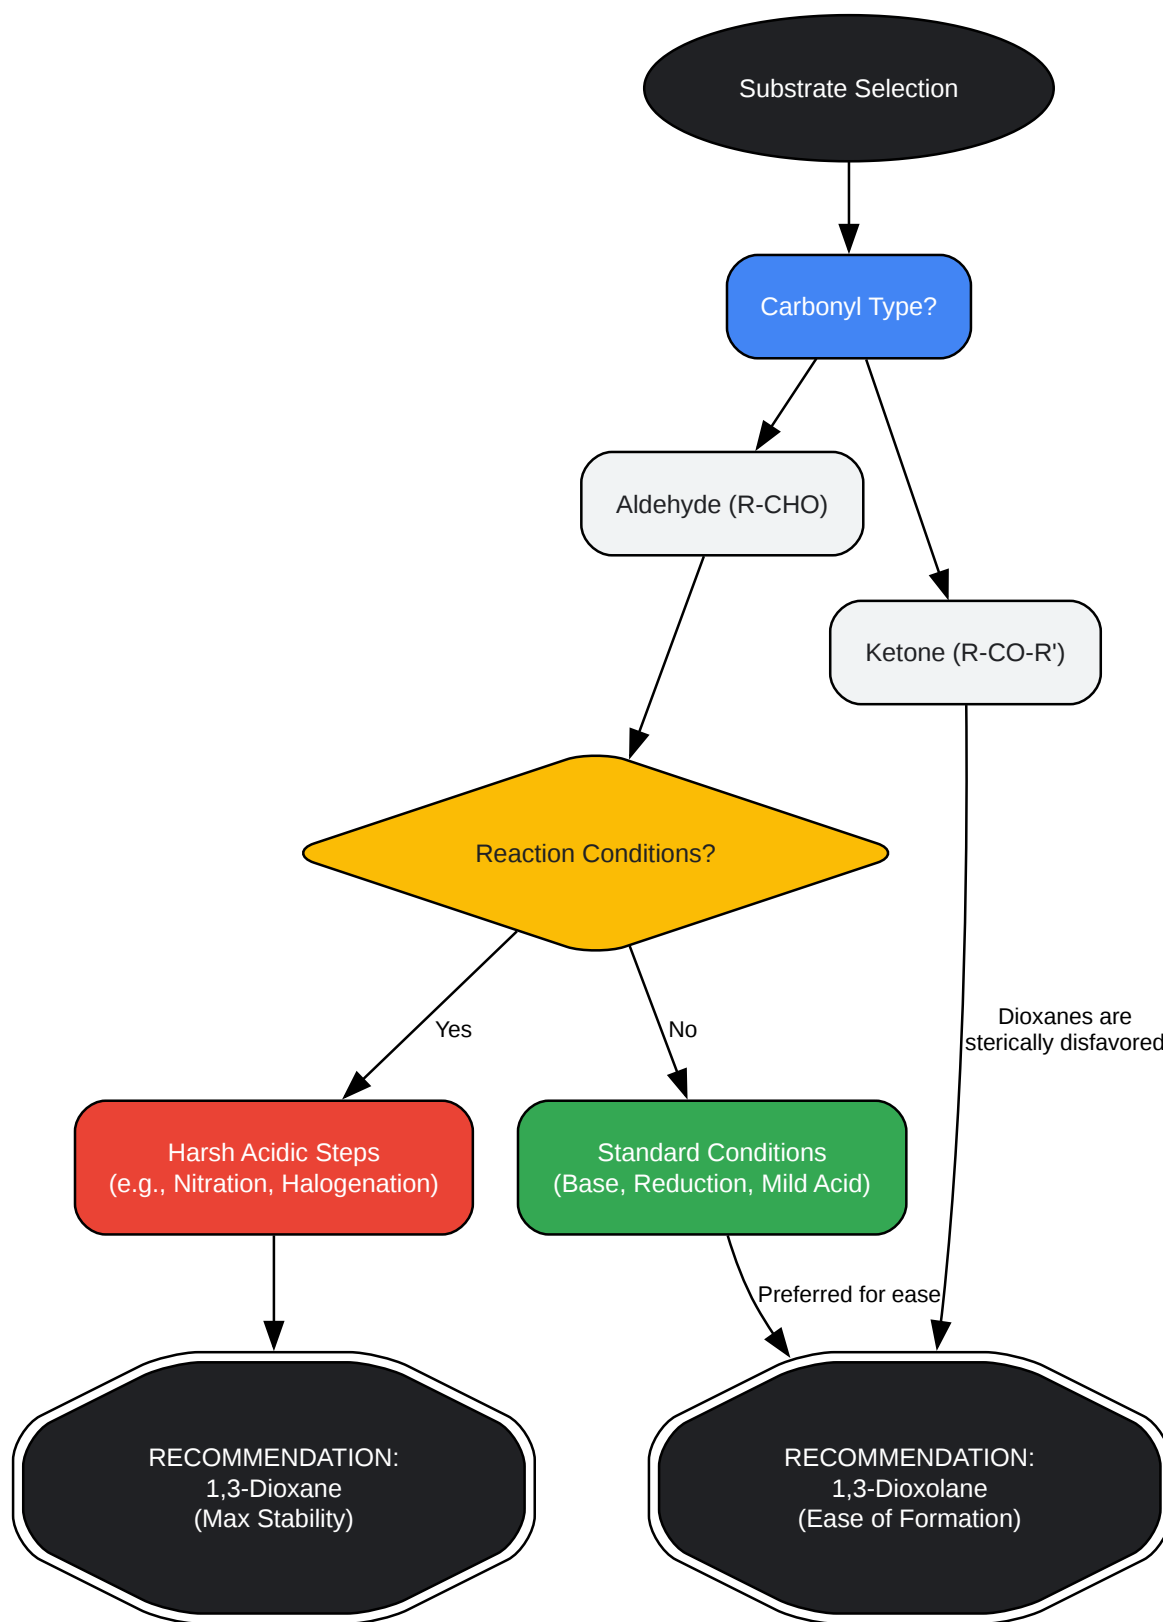 Substrate Selection
Carbonyl Type?
Aldehyde (R-CHO)
Ketone (R-CO-R')
Reaction Conditions?
Dioxanes are
sterically disfavored
Yes
No
Harsh Acidic Steps
(e.g., Nitration, Halogenation)
Standard Conditions
(Base, Reduction, Mild Acid)
Preferred for ease
RECOMMENDATION:
1,3-Dioxane
(Max Stability)
RECOMMENDATION:
1,3-Dioxolane
(Ease of Formation)